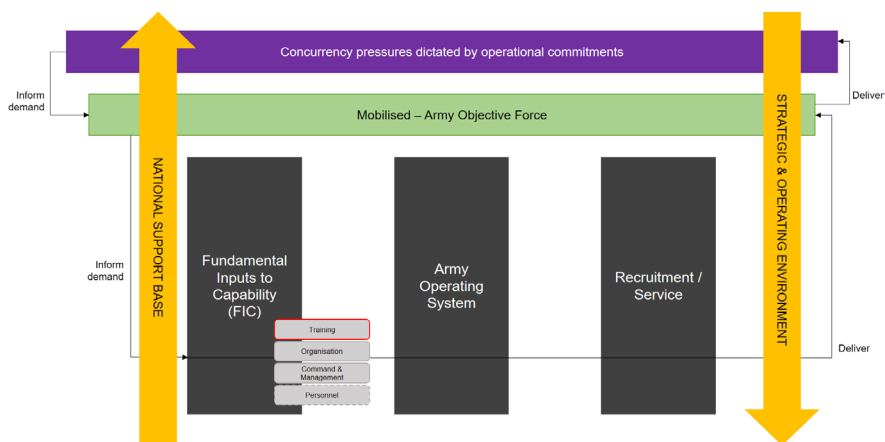 Concurrency pressures dictated by operational commitments
Inform
demand
Deliver
Mobilised – Army Objective Force
NATIONAL SUPPORT BASE
STRATEGIC & OPERATING ENVIRONMENT
Inform
demand
Fundamental
Inputs to
Capability
(FIC)
Army
Operating
System
Recruitment /
Service
Training
Organisation
Command &
Management
Personnel
Deliver